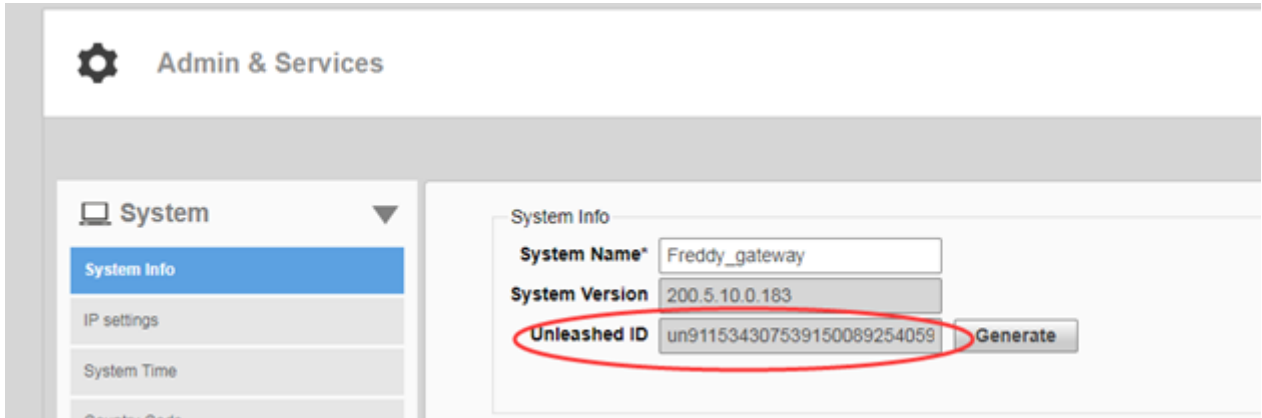 Admin & Services
System
System Info
IP settings
System Time
System Info
System Name* Freddy_gateway
System Version 200.5.10.0.183
Unleashed ID un911534307539150089254059 Generate